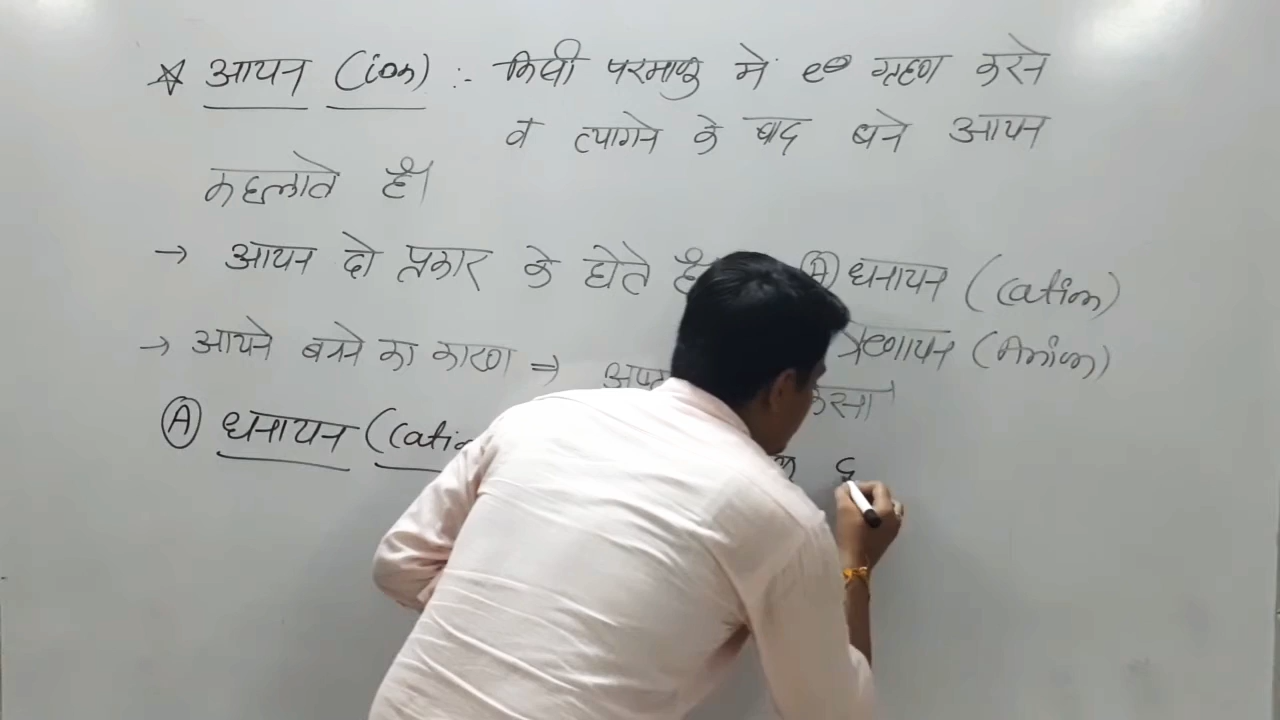 ☆ आयन (ion) :- किसी परमाणु में e⊖ ग्रहण करने
व त्यागने के बाद बने आयन
कहलाते है।
→ आयन दो प्रकार के होते है Ⓐ धनायन (Cation)
ऋणायन (Anion)
→ आयने बनने का कारण ⇒
Ⓐ धनायन (Catio